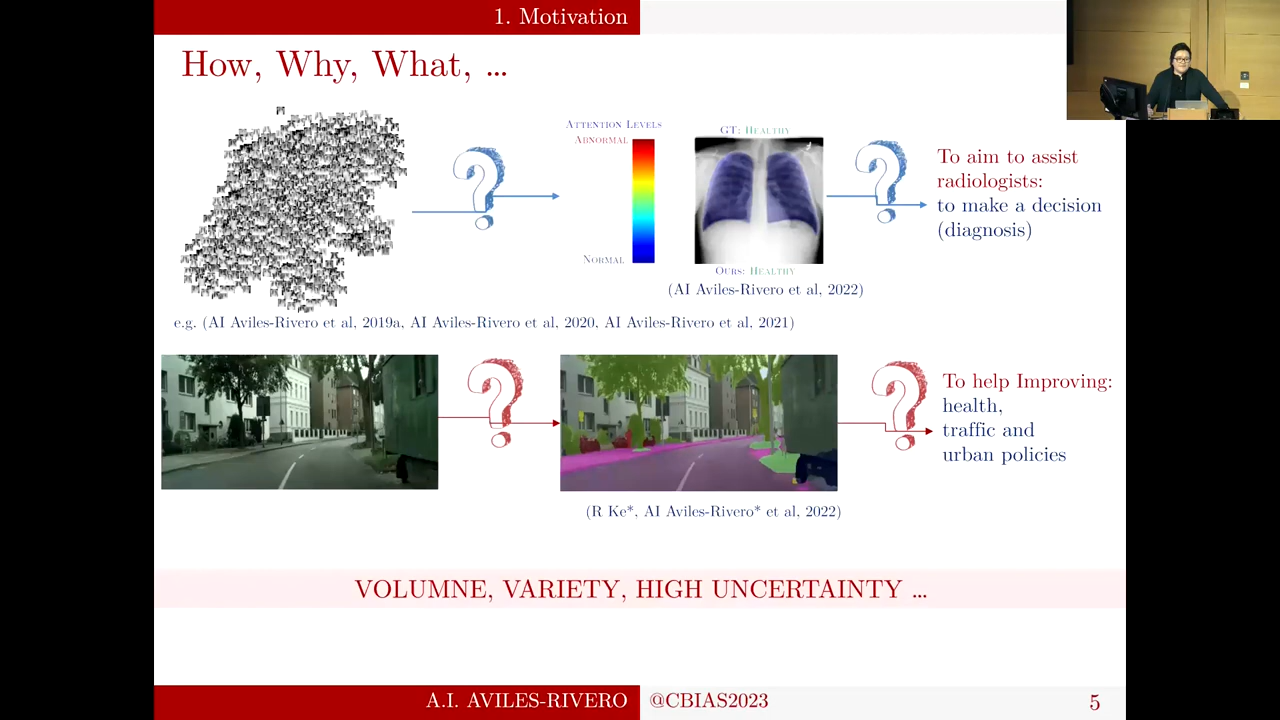 1. Motivation
How, Why, What, ...
Attention Levels
Abnormal
Normal
GT: Healthy
Ours: Healthy
(AI Aviles-Rivero et al, 2022)
To aim to assist
radiologists:
to make a decision
(diagnosis)
e.g. (AI Aviles-Rivero et al, 2019a, AI Aviles-Rivero et al, 2020, AI Aviles-Rivero et al, 2021)
To help Improving:
health,
traffic and
urban policies
(R Ke*, AI Aviles-Rivero* et al, 2022)
VOLUMNE, VARIETY, HIGH UNCERTAINTY ...
A.I. AVILES-RIVERO @CBIAS2023 5